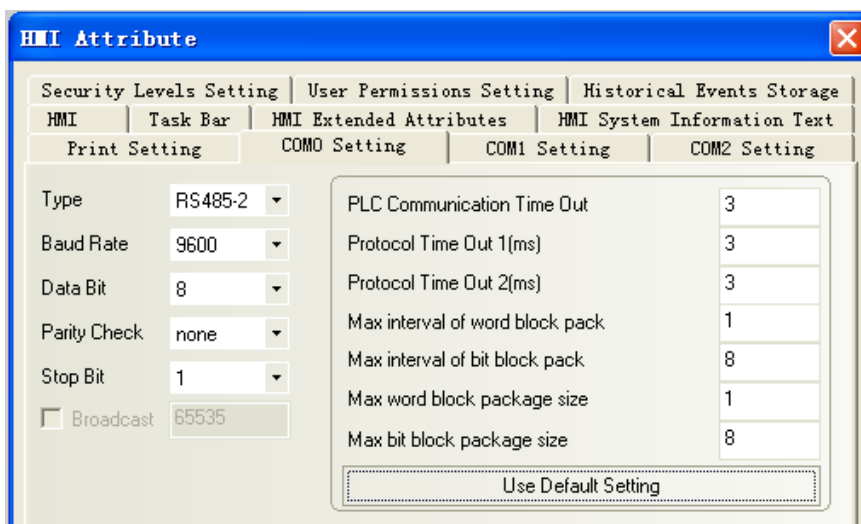 HMI Attribute
Security Levels Setting User Permissions Setting Historical Events Storage
HMI Task Bar HMI Extended Attributes HMI System Information Text
Print Setting COM0 Setting COM1 Setting COM2 Setting
Type RS485-2
Baud Rate 9600
Data Bit 8
Parity Check none
Stop Bit 1
Broadcast 65535
PLC Communication Time Out 3
Protocol Time Out 1(ms) 3
Protocol Time Out 2(ms) 3
Max interval of word block pack 1
Max interval of bit block pack 8
Max word block package size 1
Max bit block package size 8
Use Default Setting